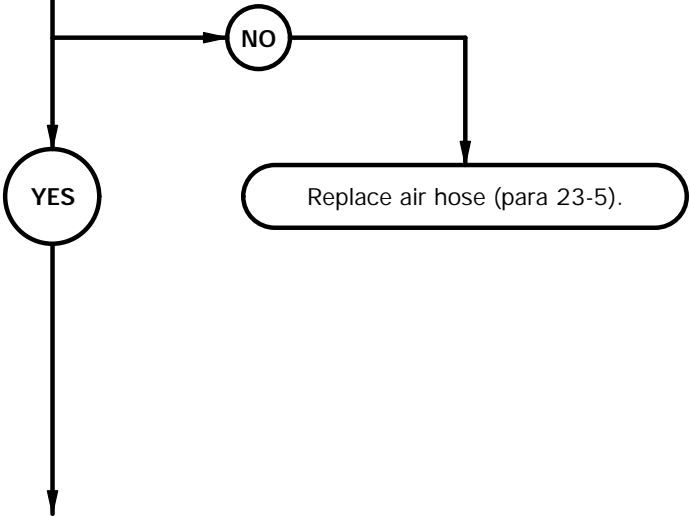 NO
YES
Replace air hose (para 23-5).